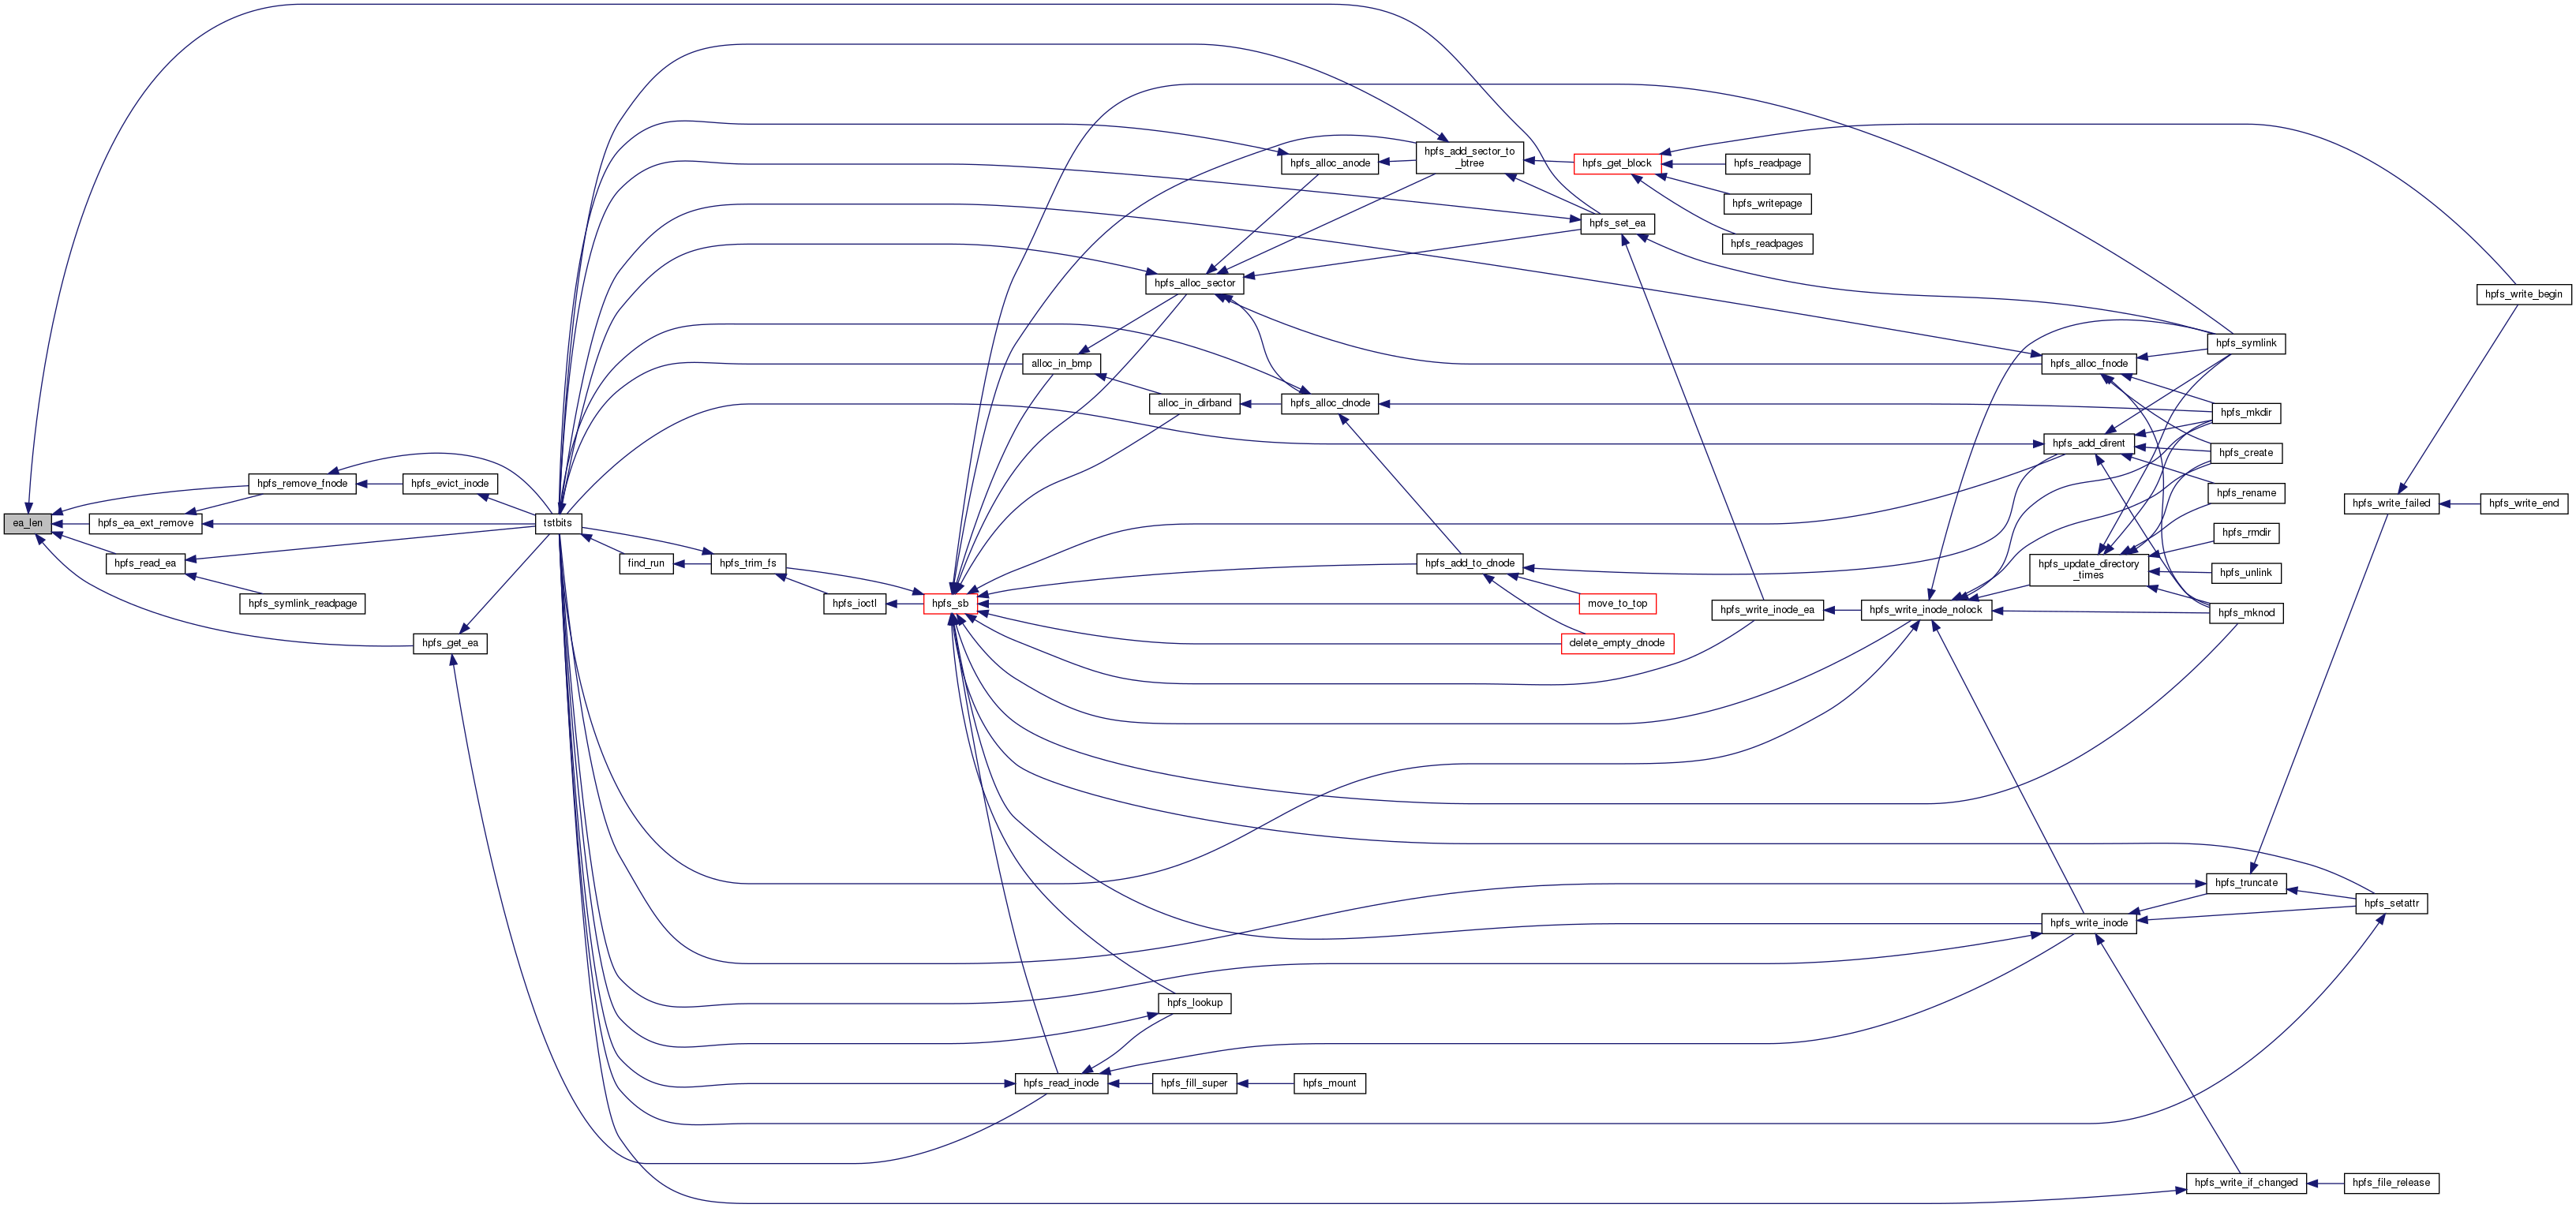 ea_len
hpfs_remove_fnode
hpfs_ea_ext_remove
hpfs_read_ea
hpfs_symlink_readpage
hpfs_get_ea
hpfs_evict_inode
tstbits
find_run
hpfs_trim_fs
hpfs_ioctl
hpfs_sb
alloc_in_bmp
hpfs_alloc_sector
alloc_in_dirband
hpfs_alloc_anode
hpfs_alloc_dnode
hpfs_add_sector_to
_btree
hpfs_get_block
hpfs_readpage
hpfs_writepage
hpfs_readpages
hpfs_set_ea
hpfs_add_to_dnode
move_to_top
delete_empty_dnode
hpfs_write_inode_ea
hpfs_write_inode_nolock
hpfs_alloc_fnode
hpfs_add_dirent
hpfs_update_directory
_times
hpfs_symlink
hpfs_mkdir
hpfs_create
hpfs_rename
hpfs_rmdir
hpfs_unlink
hpfs_mknod
hpfs_write_begin
hpfs_write_failed
hpfs_write_end
hpfs_truncate
hpfs_setattr
hpfs_write_inode
hpfs_lookup
hpfs_read_inode
hpfs_fill_super
hpfs_mount
hpfs_write_if_changed
hpfs_file_release